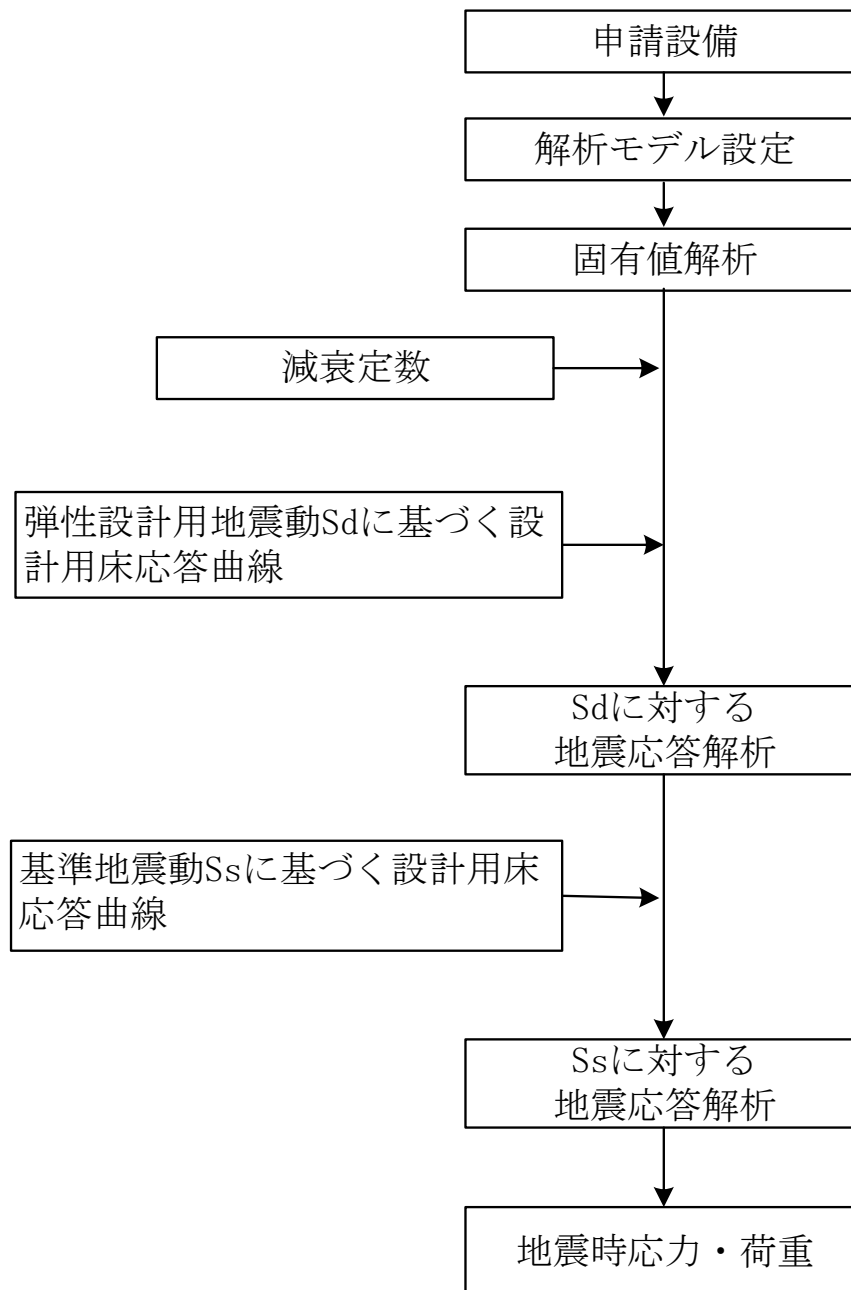 申請設備
解析モデル設定
固有値解析
減衰定数
弾性設計用地震動Sdに基づく設
計用床応答曲線
Sdに対する
地震応答解析
基準地震動Ssに基づく設計用床
応答曲線
Ssに対する
地震応答解析
地震時応力・荷重